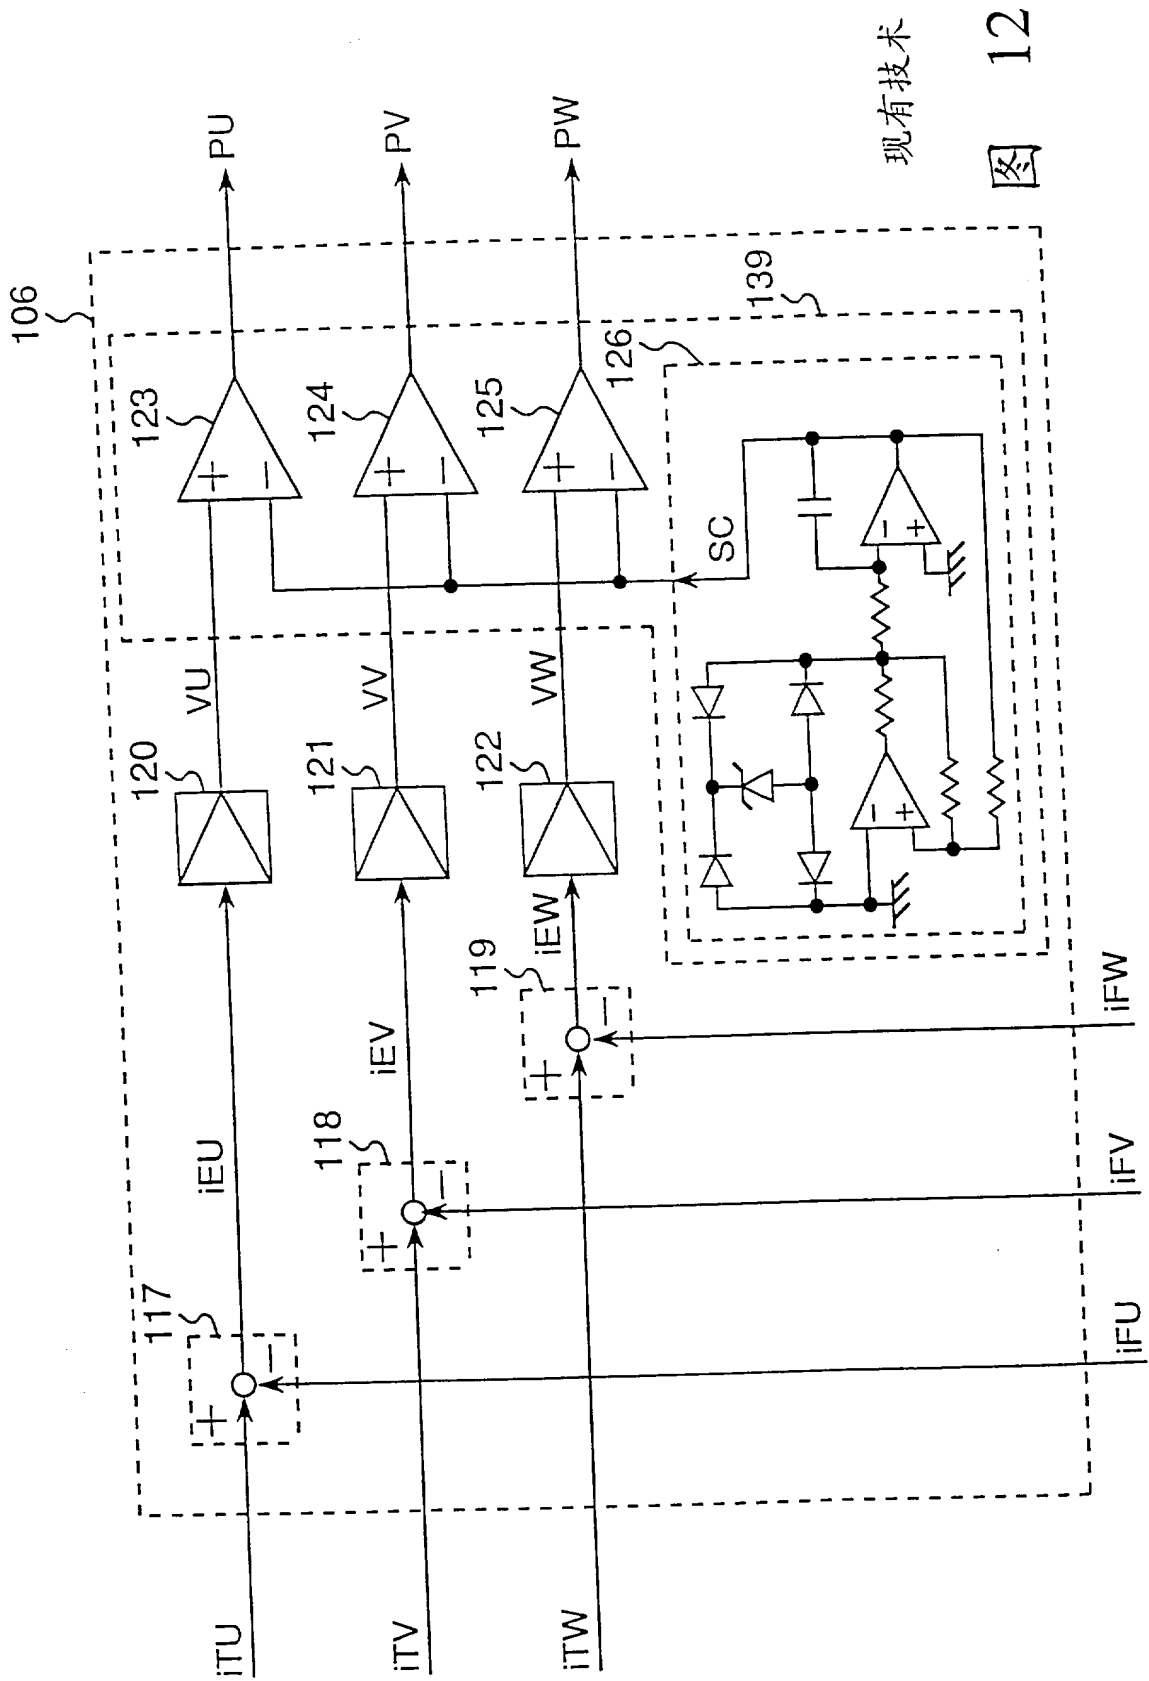 106
117
iTU
+
−
iEU
120
VU
123
+
−
PU
118
iTV
+
−
iEV
121
VV
124
+
−
PV
119
iTW
+
−
iEW
122
VW
125
+
−
PW
SC
126
139
−
+
−
+
iFU
iFV
iFW
现有技术
图 12